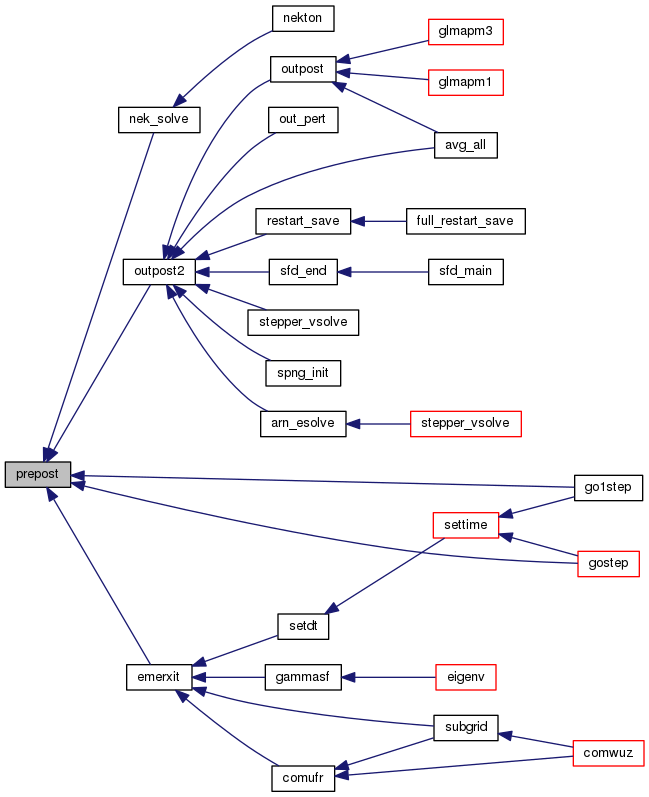 nekton
glmapm3
outpost
glmapm1
nek_solve
out_pert
avg_all
restart_save
full_restart_save
outpost2
sfd_end
sfd_main
stepper_vsolve
spng_init
arn_esolve
stepper_vsolve
prepost
go1step
settime
gostep
setdt
emerxit
gammasf
eigenv
subgrid
comwuz
comufr